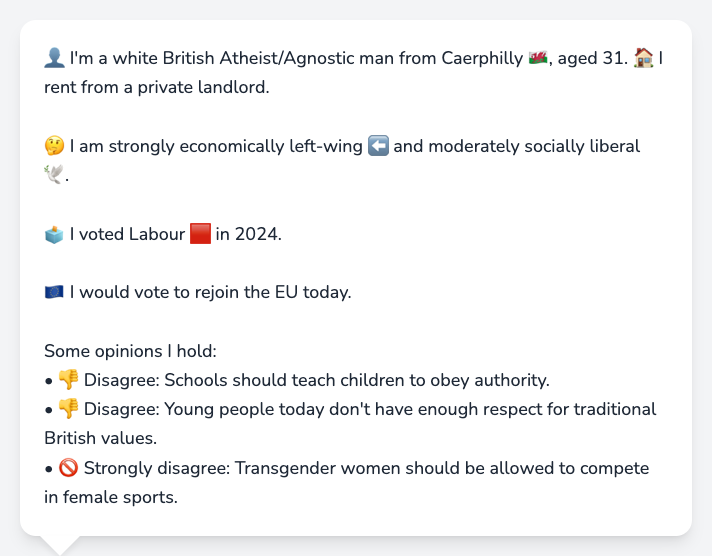 👤 I'm a white British Atheist/Agnostic man from Caerphilly 🏴󠁧󠁢󠁷󠁬󠁳󠁿, aged 31. 🏠 I
rent from a private landlord.
🤔 I am strongly economically left-wing ⬅️ and moderately socially liberal
🕊️.
🗳️ I voted Labour 🟥 in 2024.
🇪🇺 I would vote to rejoin the EU today.
Some opinions I hold:
• 👎 Disagree: Schools should teach children to obey authority.
• 👎 Disagree: Young people today don't have enough respect for traditional
British values.
• 🚫 Strongly disagree: Transgender women should be allowed to compete
in female sports.